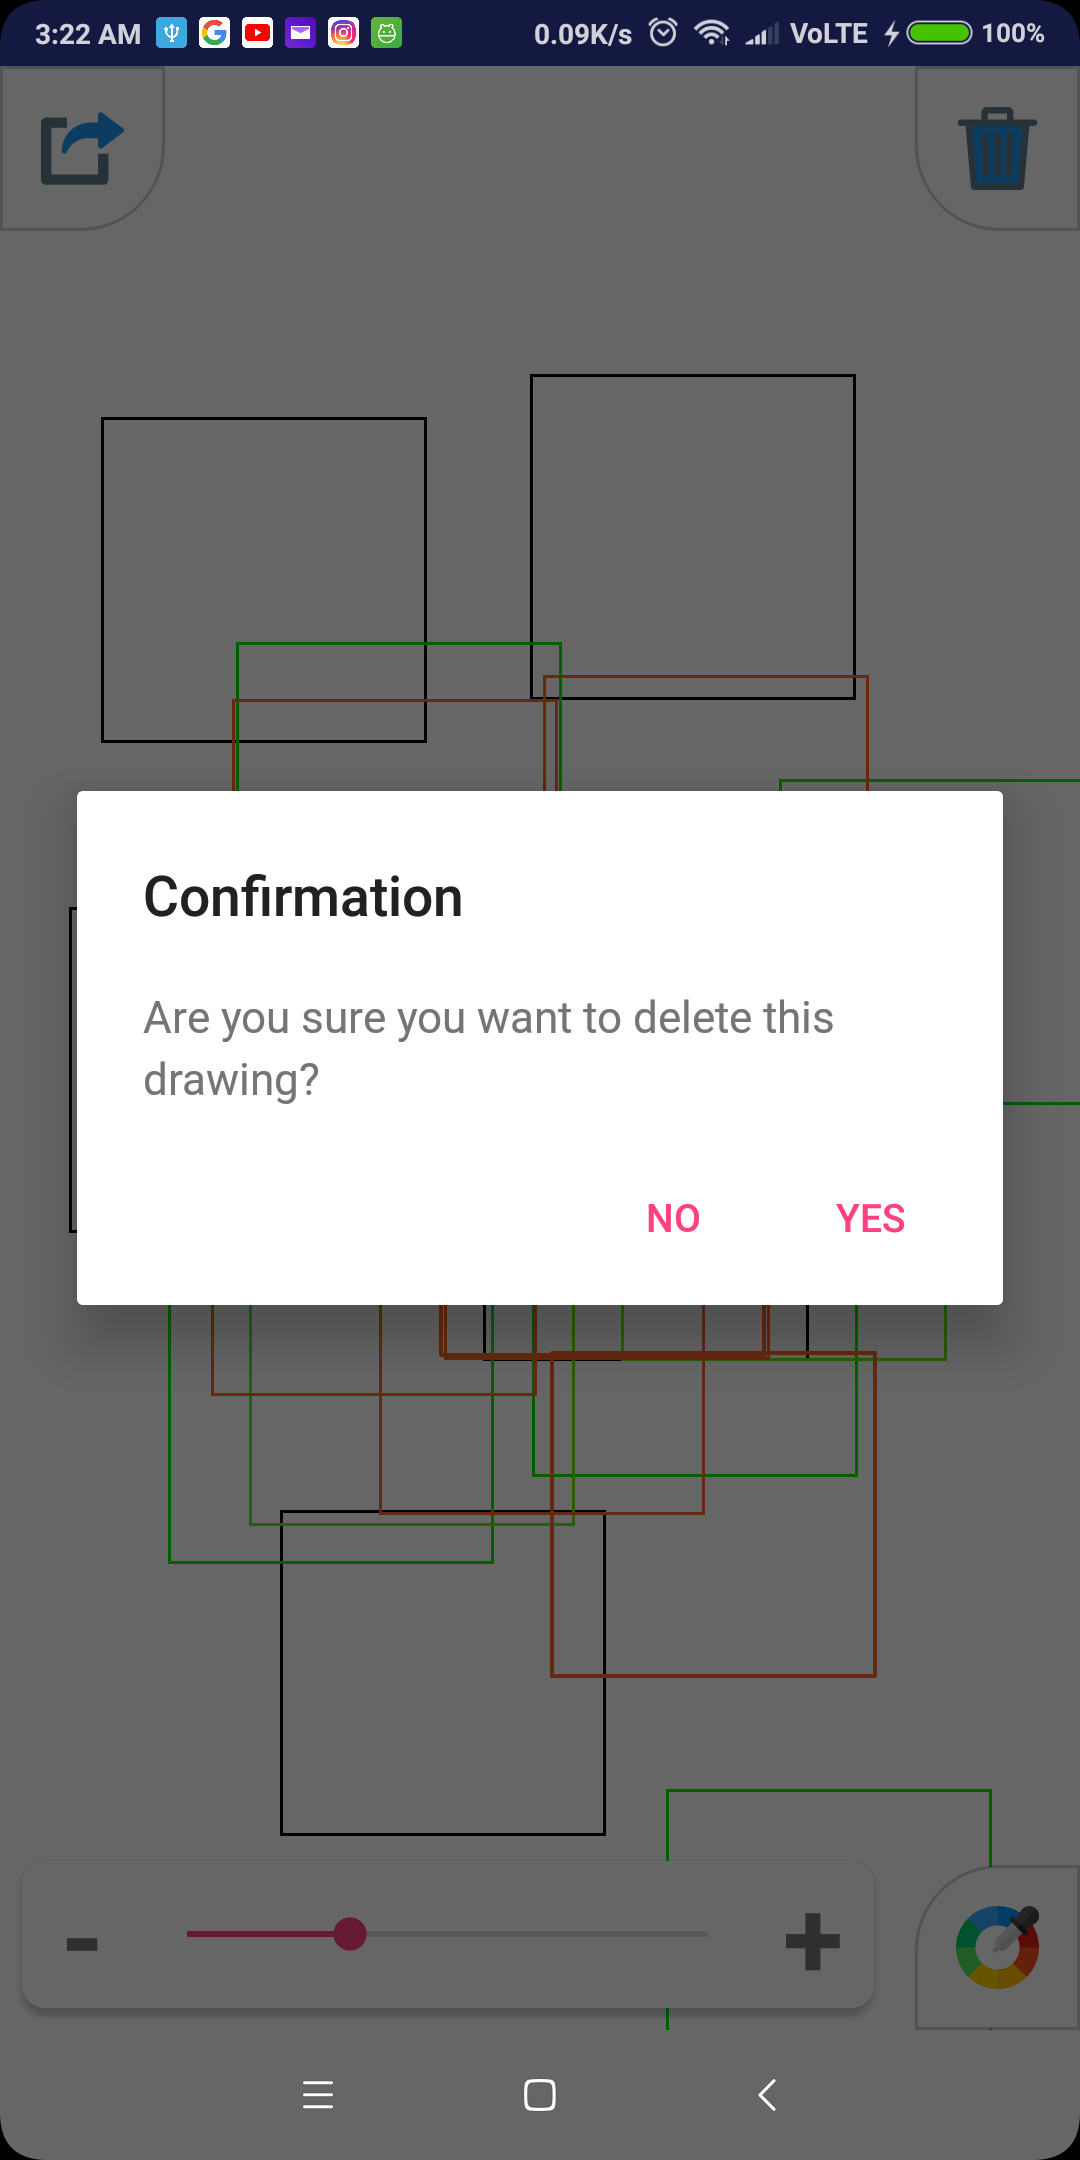 3:22 AM 0.09K/s VoLTE 100%
Confirmation
Are you sure you want to delete this
drawing?
NO YES
- +